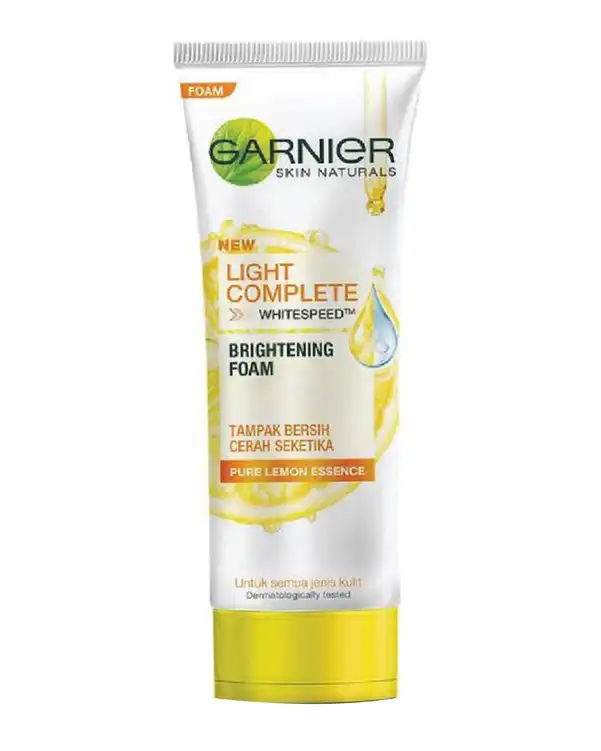 FOAM
GARNIER
SKIN NATURALS
NEW
LIGHT
COMPLETE
WHITESPEED™
BRIGHTENING
FOAM
TAMPAK BERSIH
CERAH SEKETIKA
PURE LEMON ESSENCE
Untuk semua jenis kulit
Dermatologically tested